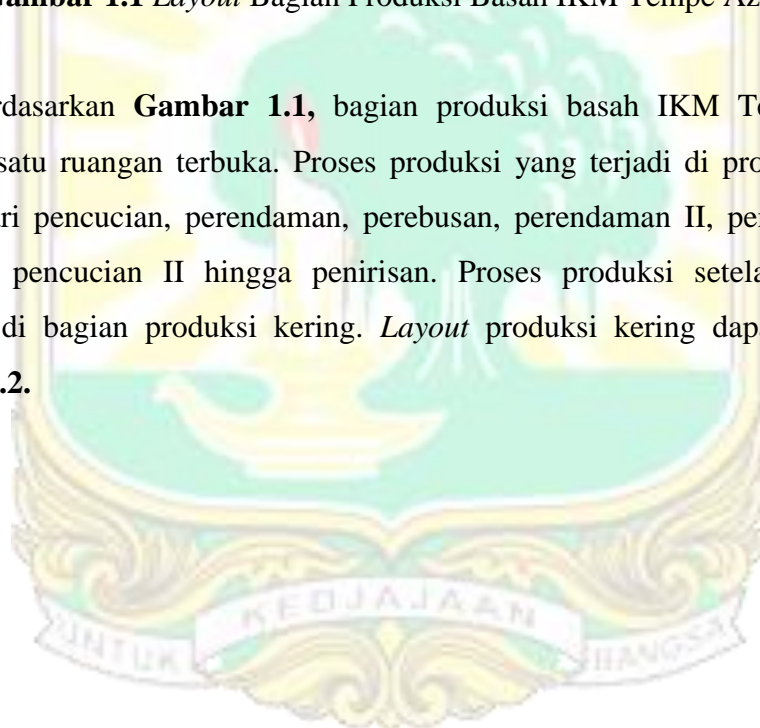 Gambar 1.1 Layout Bagian Produksi Basah IKM Tempe Az
dasarkan Gambar 1.1, bagian produksi basah IKM Te
satu ruangan terbuka. Proses produksi yang terjadi di pro
ri pencucian, perendaman, perebusan, perendaman II, pe
pencucian II hingga penirisan. Proses produksi setela
di bagian produksi kering. Layout produksi kering dapa
.2.
UNTUK KEDJAJAAN BANGSA